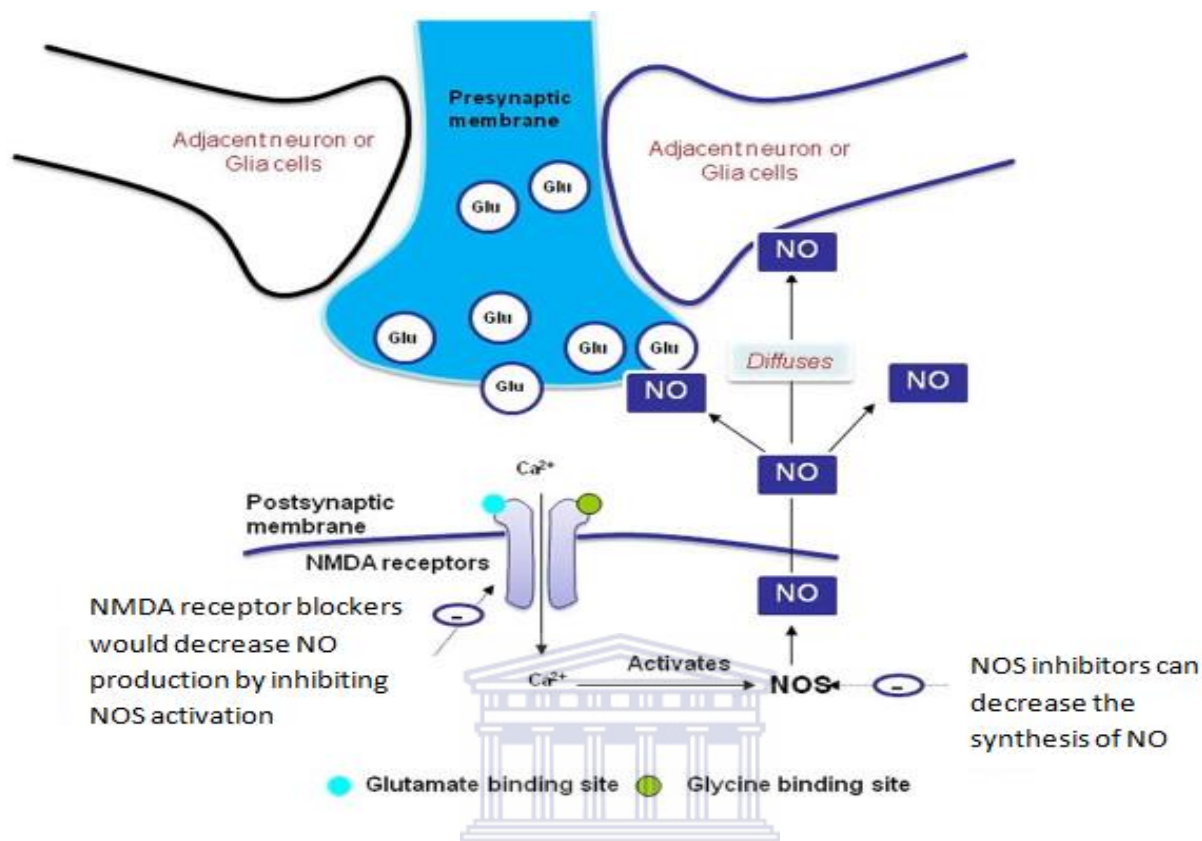 Presynaptic
membrane
Adjacent neuron or
Glia cells
Adjacent neuron or
Glia cells
Glu
Glu
NO
Glu
Glu
Glu
Glu
Glu
Diffuses
NO
NO
NO
Ca²⁺
Postsynaptic
membrane
NMDA receptors
NO
NMDA receptor blockers
would decrease NO
production by inhibiting
NOS activation
-
Ca²⁺
Activates
NOS
-
NOS inhibitors can
decrease the
synthesis of NO
Glutamate binding site
Glycine binding site